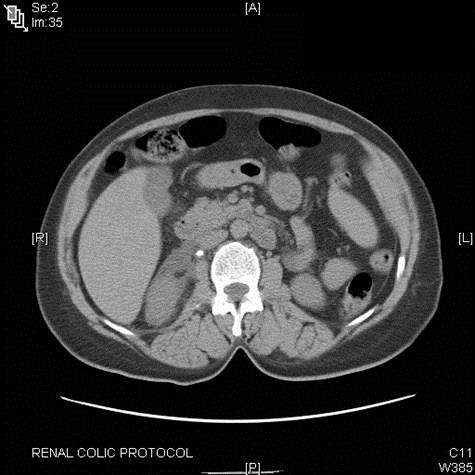 Se:2
Im:35
[A]
[R]
[L]
RENAL COLIC PROTOCOL
[P]
C11
W385